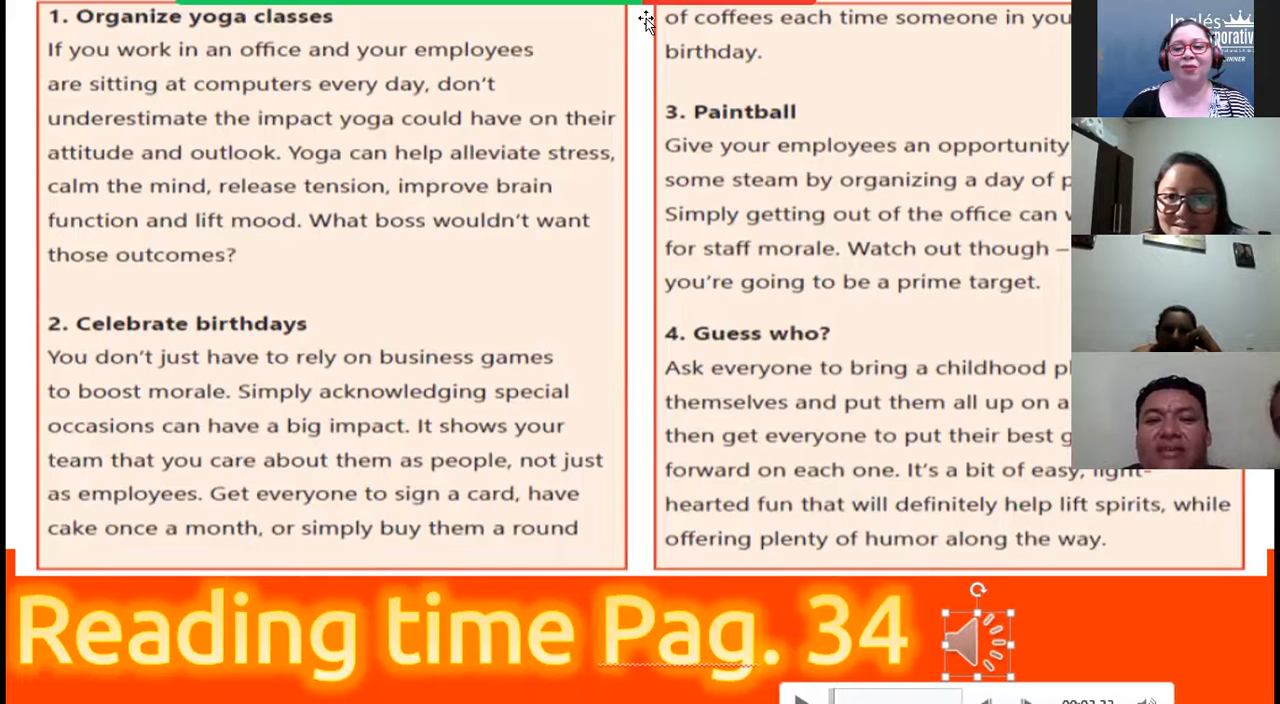 1. Organize yoga classes
If you work in an office and your employees
are sitting at computers every day, don't
underestimate the impact yoga could have on their
attitude and outlook. Yoga can help alleviate stress,
calm the mind, release tension, improve brain
function and lift mood. What boss wouldn't want
those outcomes?
2. Celebrate birthdays
You don't just have to rely on business games
to boost morale. Simply acknowledging special
occasions can have a big impact. It shows your
team that you care about them as people, not just
as employees. Get everyone to sign a card, have
cake once a month, or simply buy them a round
of coffees each time someone in
birthday.
3. Paintball
Give your employees an opportunity
some steam by organizing a day of
Simply getting out of the office can
for staff morale. Watch out though –
you're going to be a prime target.
4. Guess who?
Ask everyone to bring a childhood
themselves and put them all up on a
then get everyone to put their best
forward on each one. It's a bit of easy, light-
hearted fun that will definitely help lift spirits, while
offering plenty of humor along the way.
Reading time Pag. 34
Inglés